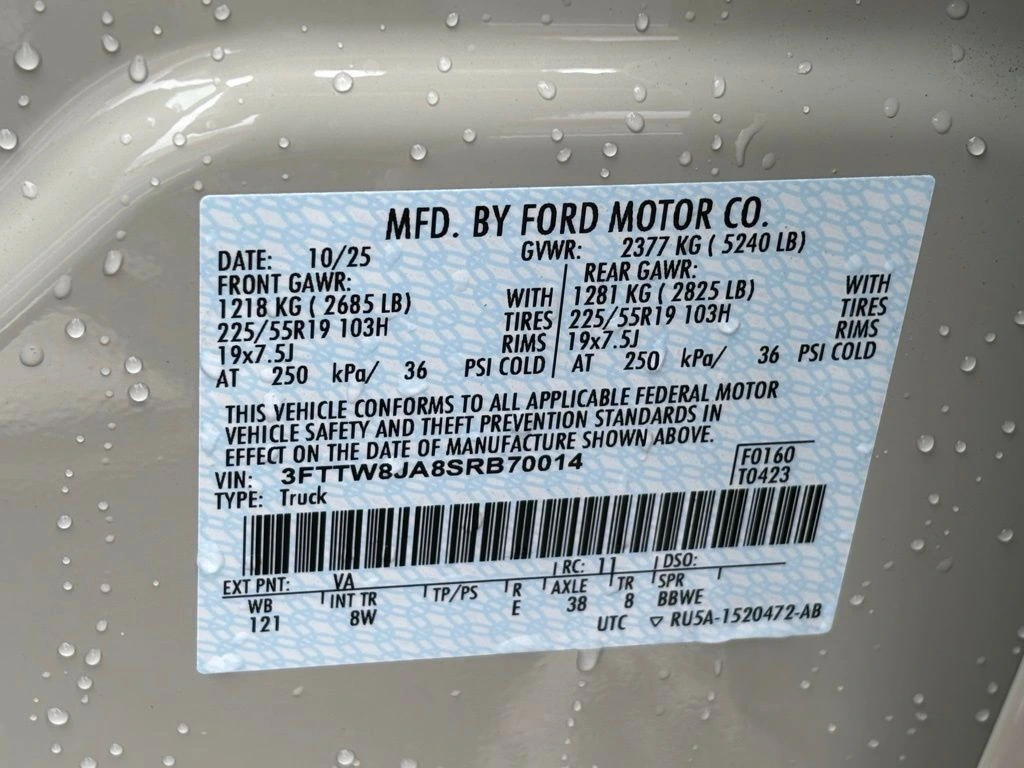 MFD. BY FORD MOTOR CO.
DATE: 10/25 GVWR: 2377 KG ( 5240 LB)
FRONT GAWR: REAR GAWR:
1218 KG ( 2685 LB) WITH 1281 KG ( 2825 LB) WITH
225/55R19 103H TIRES 225/55R19 103H TIRES
19x7.5J RIMS 19x7.5J RIMS
AT 250 kPa/ 36 PSI COLD AT 250 kPa/ 36 PSI COLD
THIS VEHICLE CONFORMS TO ALL APPLICABLE FEDERAL MOTOR
VEHICLE SAFETY AND THEFT PREVENTION STANDARDS IN
EFFECT ON THE DATE OF MANUFACTURE SHOWN ABOVE.
VIN: 3FTTW8JA8SRB70014 F0160
TYPE: Truck T0423
EXT PNT: VA RC: 11 DSO:
WB INT TR TP/PS R AXLE TR SPR
121 8W E 38 8 BBWE
UTC ▽ RU5A-1520472-AB